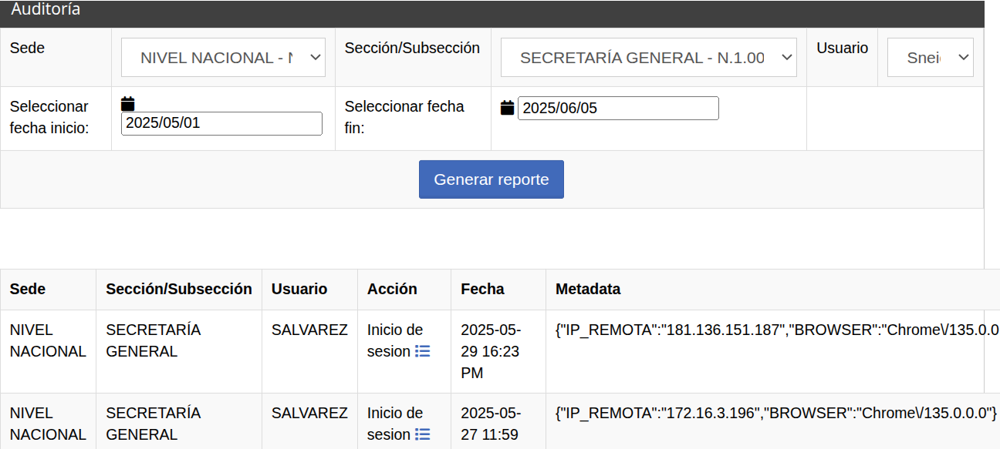 Auditoría
Sede
NIVEL NACIONAL - N
Sección/Subsección
SECRETARÍA GENERAL - N.1.00
Usuario
Snei
Seleccionar
fecha inicio:
2025/05/01
Seleccionar fecha
fin:
2025/06/05
Generar reporte
Sede Sección/Subsección Usuario Acción Fecha Metadata
NIVEL
NACIONAL
SECRETARÍA
GENERAL
SALVAREZ
Inicio de
sesion
2025-05-
29 16:23
PM
{"IP_REMOTA":"181.136.151.187","BROWSER":"Chrome\/135.0.0
NIVEL
NACIONAL
SECRETARÍA
GENERAL
SALVAREZ
Inicio de
sesion
2025-05-
27 11:59
{"IP_REMOTA":"172.16.3.196","BROWSER":"Chrome\/135.0.0.0"}